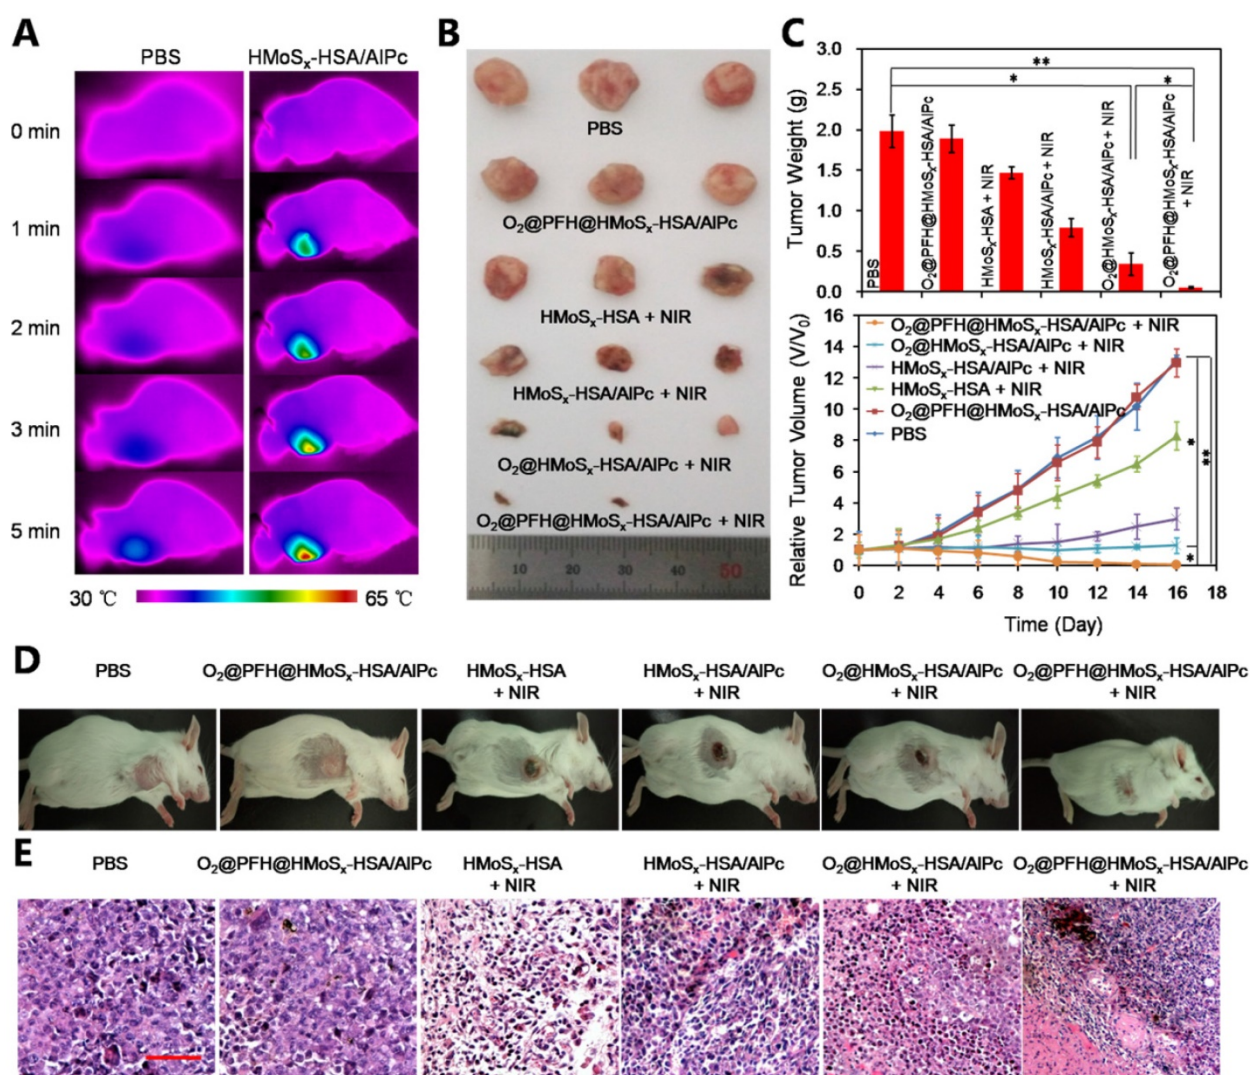 A
PBS
HMoSx-HSA/AlPc
0 min
1 min
2 min
3 min
5 min
30 ℃
65 ℃
B
PBS
O2@PFH@HMoSx-HSA/AlPc
HMoSx-HSA + NIR
HMoSx-HSA/AlPc + NIR
O2@HMoSx-HSA/AlPc + NIR
O2@PFH@HMoSx-HSA/AlPc + NIR
10 20 30 40 50
C
Tumor Weight (g)
3.0
2.5
2.0
1.5
1.0
0.5
0.0
**
*
*
PBS
O2@PFH@HMoSx-HSA/AlPc
HMoSx-HSA + NIR
HMoSx-HSA/AlPc + NIR
O2@HMoSx-HSA/AlPc + NIR
O2@PFH@HMoSx-HSA/AlPc
+ NIR
Relative Tumor Volume (V/V0)
16
14
12
10
8
6
4
2
0
O2@PFH@HMoSx-HSA/AlPc + NIR
O2@HMoSx-HSA/AlPc + NIR
HMoSx-HSA/AlPc + NIR
HMoSx-HSA + NIR
O2@PFH@HMoSx-HSA/AlPc
PBS
*
**
*
0 2 4 6 8 10 12 14 16 18
Time (Day)
D
PBS
O2@PFH@HMoSx-HSA/AlPc
HMoSx-HSA
+ NIR
HMoSx-HSA/AlPc
+ NIR
O2@HMoSx-HSA/AlPc
+ NIR
O2@PFH@HMoSx-HSA/AlPc
+ NIR
E
PBS
O2@PFH@HMoSx-HSA/AlPc
HMoSx-HSA
+ NIR
HMoSx-HSA/AlPc
+ NIR
O2@HMoSx-HSA/AlPc
+ NIR
O2@PFH@HMoSx-HSA/AlPc
+ NIR